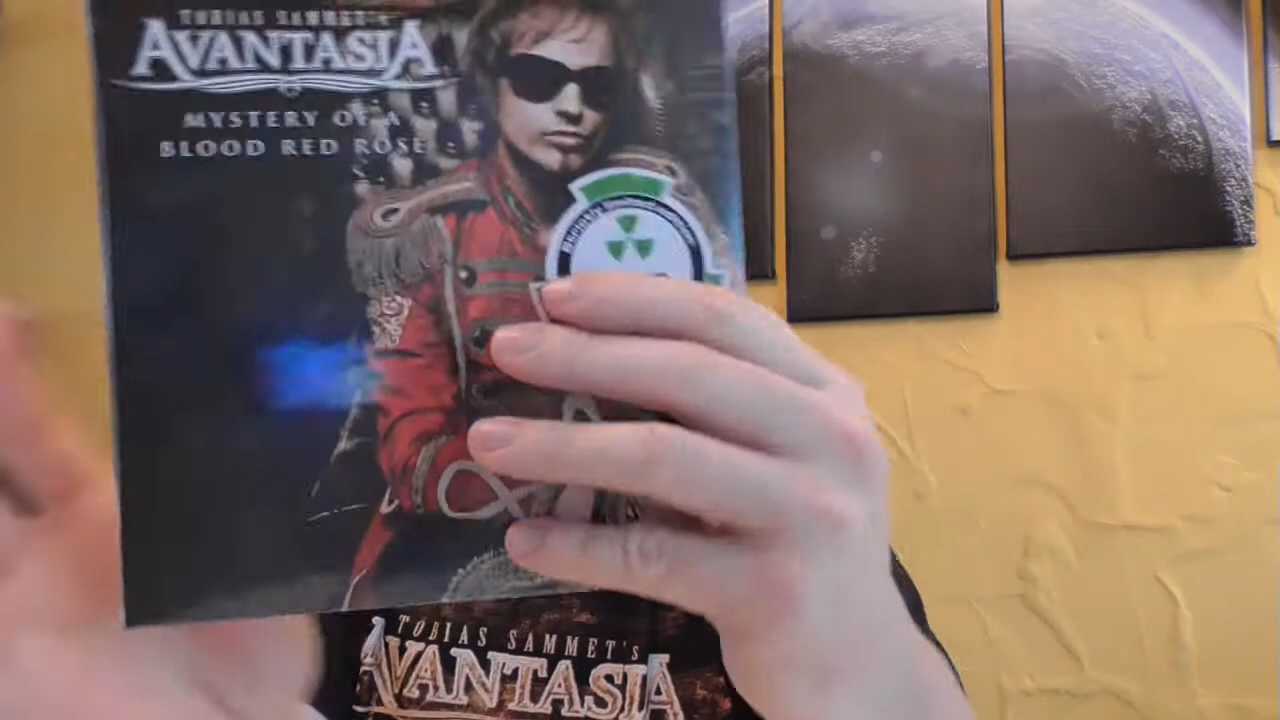 TOBIAS SAMMET'S
AVANTASIA
MYSTERY OF A
BLOOD RED ROSE
TOBIAS SAMMET'S
AVANTASIA